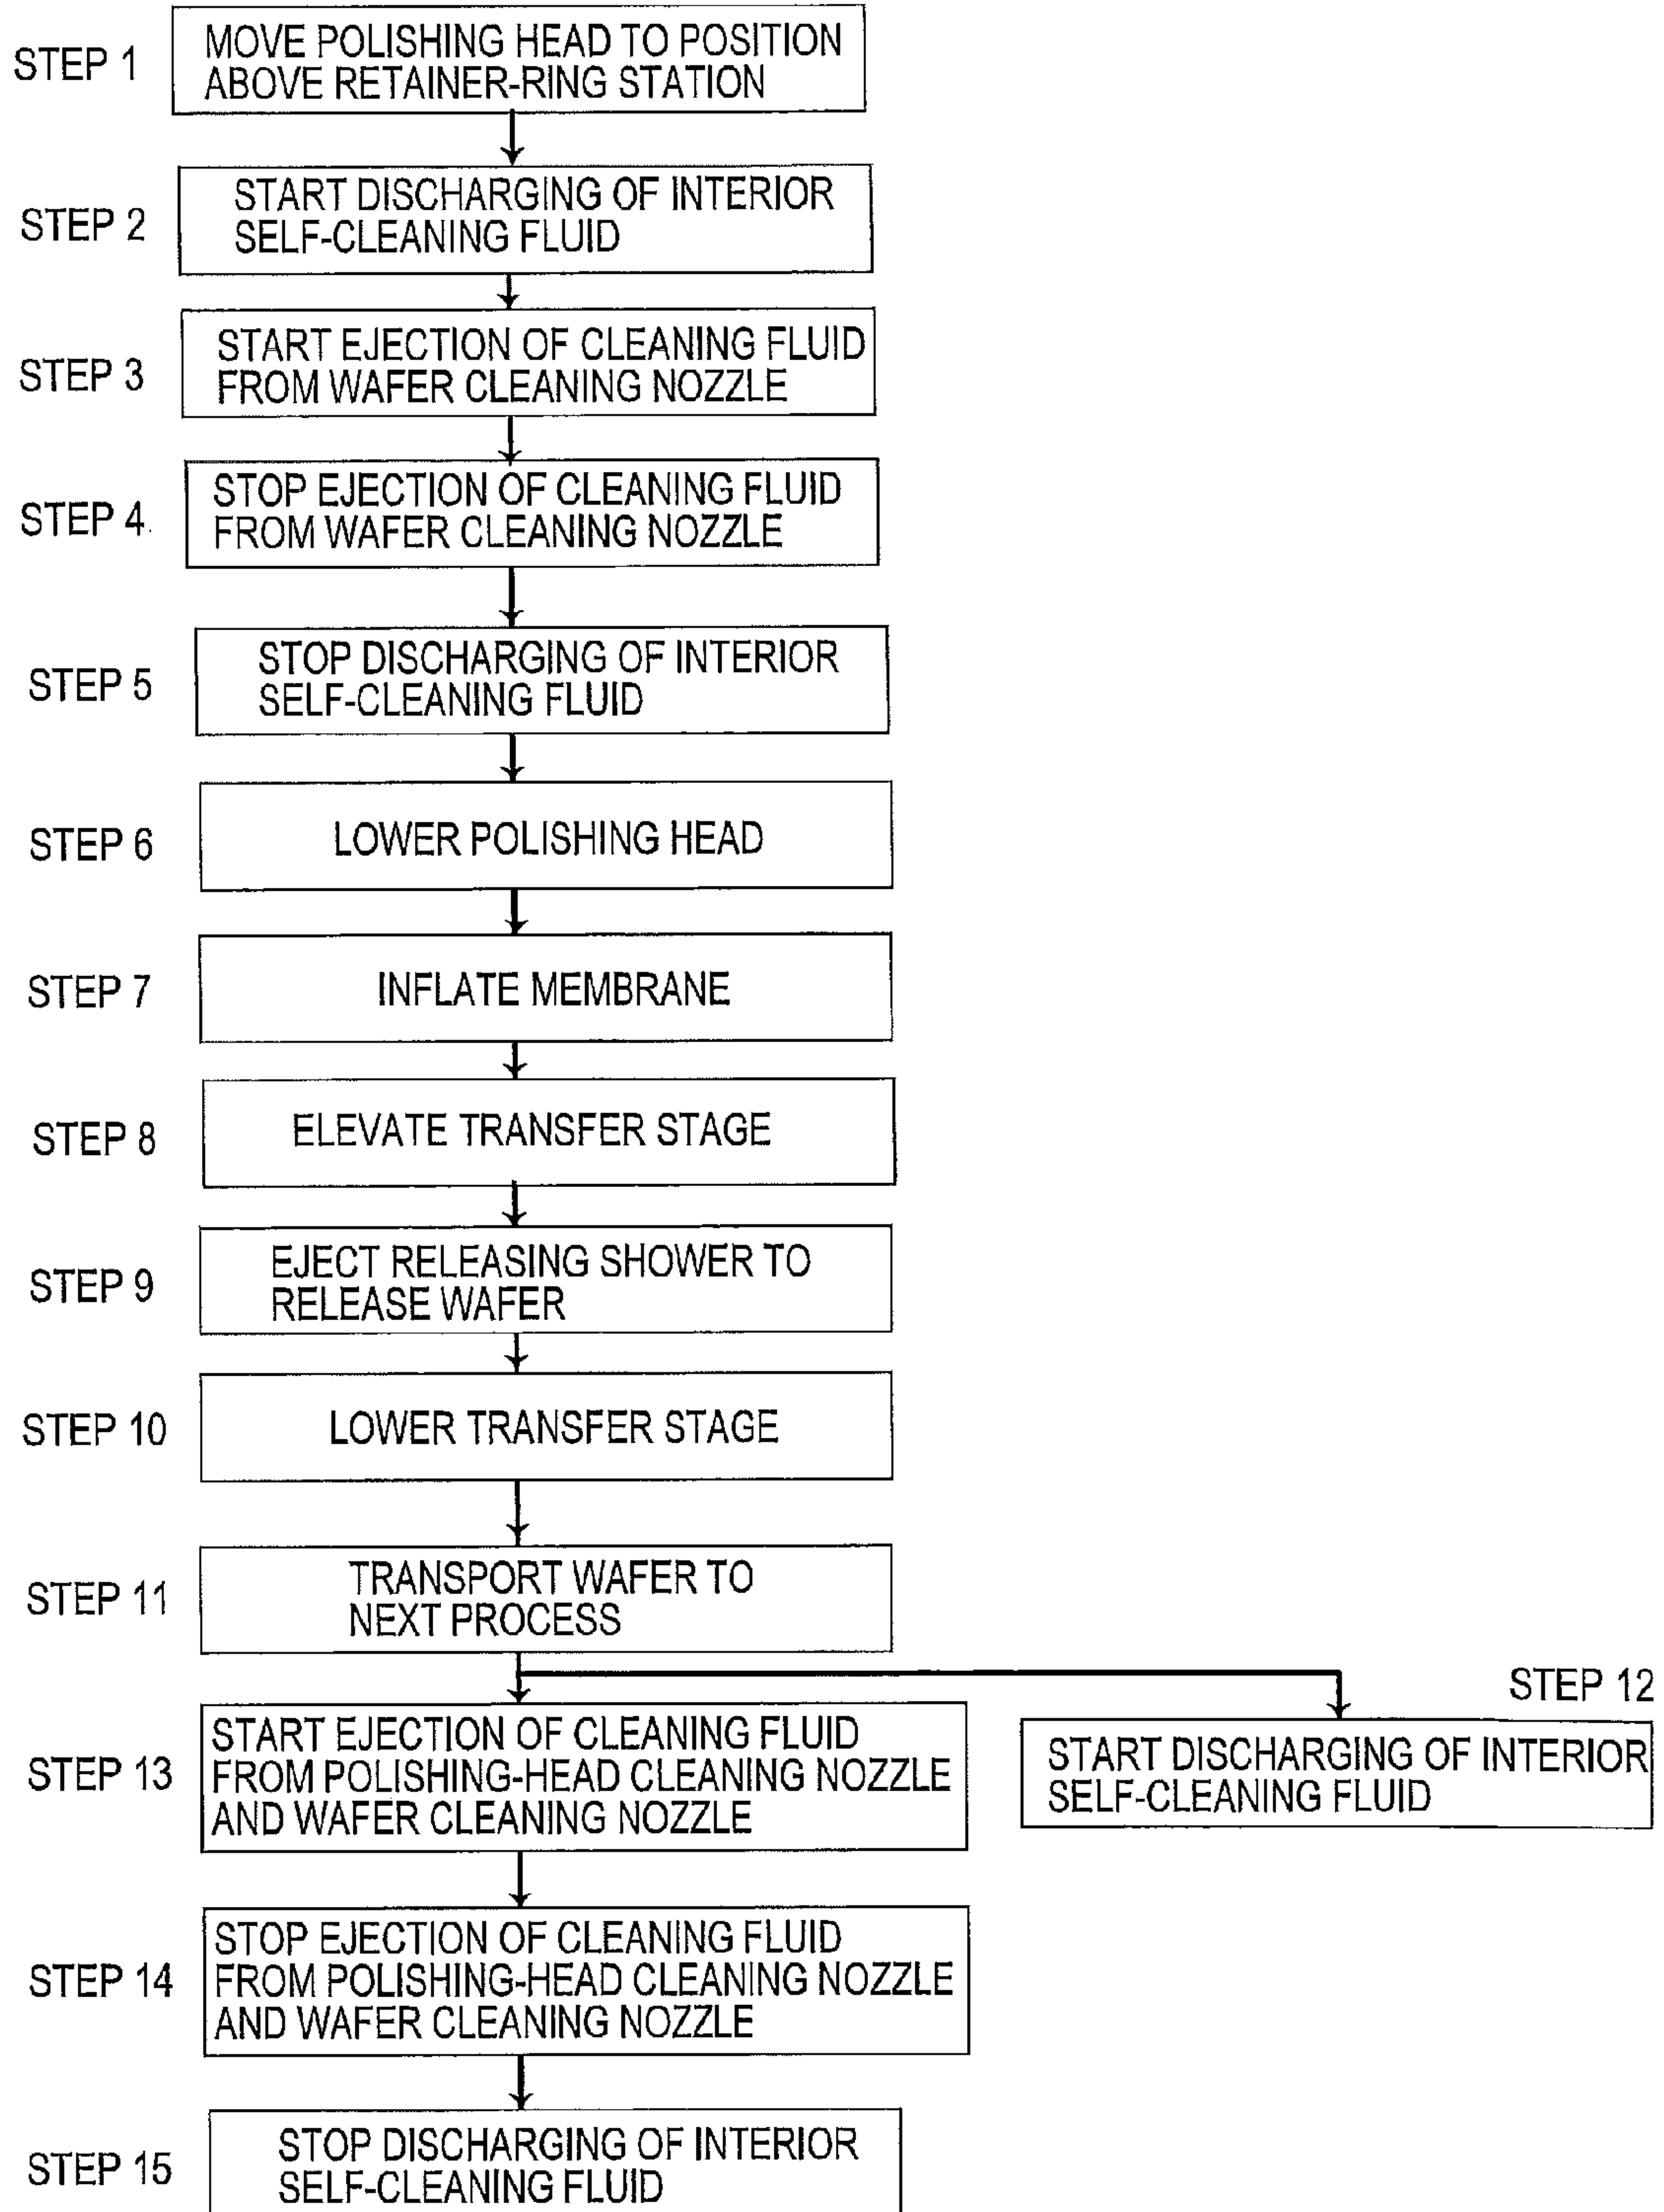 STEP 1
MOVE POLISHING HEAD TO POSITION
ABOVE RETAINER-RING STATION
STEP 2
START DISCHARGING OF INTERIOR
SELF-CLEANING FLUID
STEP 3
START EJECTION OF CLEANING FLUID
FROM WAFER CLEANING NOZZLE
STEP 4
STOP EJECTION OF CLEANING FLUID
FROM WAFER CLEANING NOZZLE
STEP 5
STOP DISCHARGING OF INTERIOR
SELF-CLEANING FLUID
STEP 6
LOWER POLISHING HEAD
STEP 7
INFLATE MEMBRANE
STEP 8
ELEVATE TRANSFER STAGE
STEP 9
EJECT RELEASING SHOWER TO
RELEASE WAFER
STEP 10
LOWER TRANSFER STAGE
STEP 11
TRANSPORT WAFER TO
NEXT PROCESS
STEP 12
START DISCHARGING OF INTERIOR
SELF-CLEANING FLUID
STEP 13
START EJECTION OF CLEANING FLUID
FROM POLISHING-HEAD CLEANING NOZZLE
AND WAFER CLEANING NOZZLE
STEP 14
STOP EJECTION OF CLEANING FLUID
FROM POLISHING-HEAD CLEANING NOZZLE
AND WAFER CLEANING NOZZLE
STEP 15
STOP DISCHARGING OF INTERIOR
SELF-CLEANING FLUID